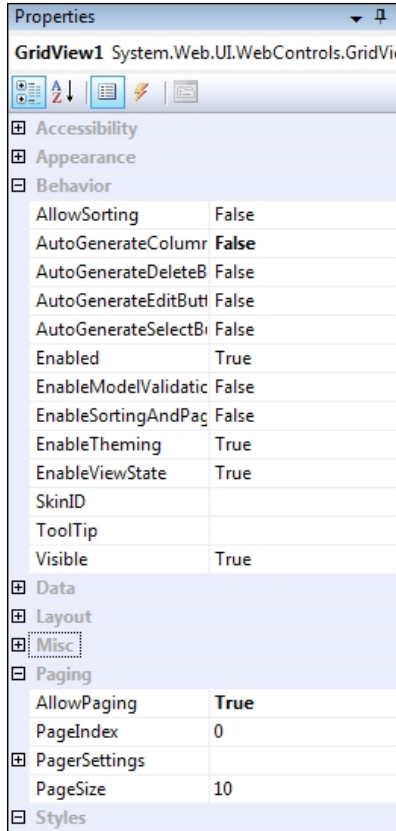 Properties
GridView1 System.Web.UI.WebControls.GridVi
Accessibility
Appearance
Behavior
AllowSorting False
AutoGenerateColumn False
AutoGenerateDeleteB False
AutoGenerateEditButt False
AutoGenerateSelectBu False
Enabled True
EnableModelValidatic False
EnableSortingAndPag False
EnableTheming True
EnableViewState True
SkinID
ToolTip
Visible True
Data
Layout
Misc
Paging
AllowPaging True
PageIndex 0
PagerSettings
PageSize 10
Styles